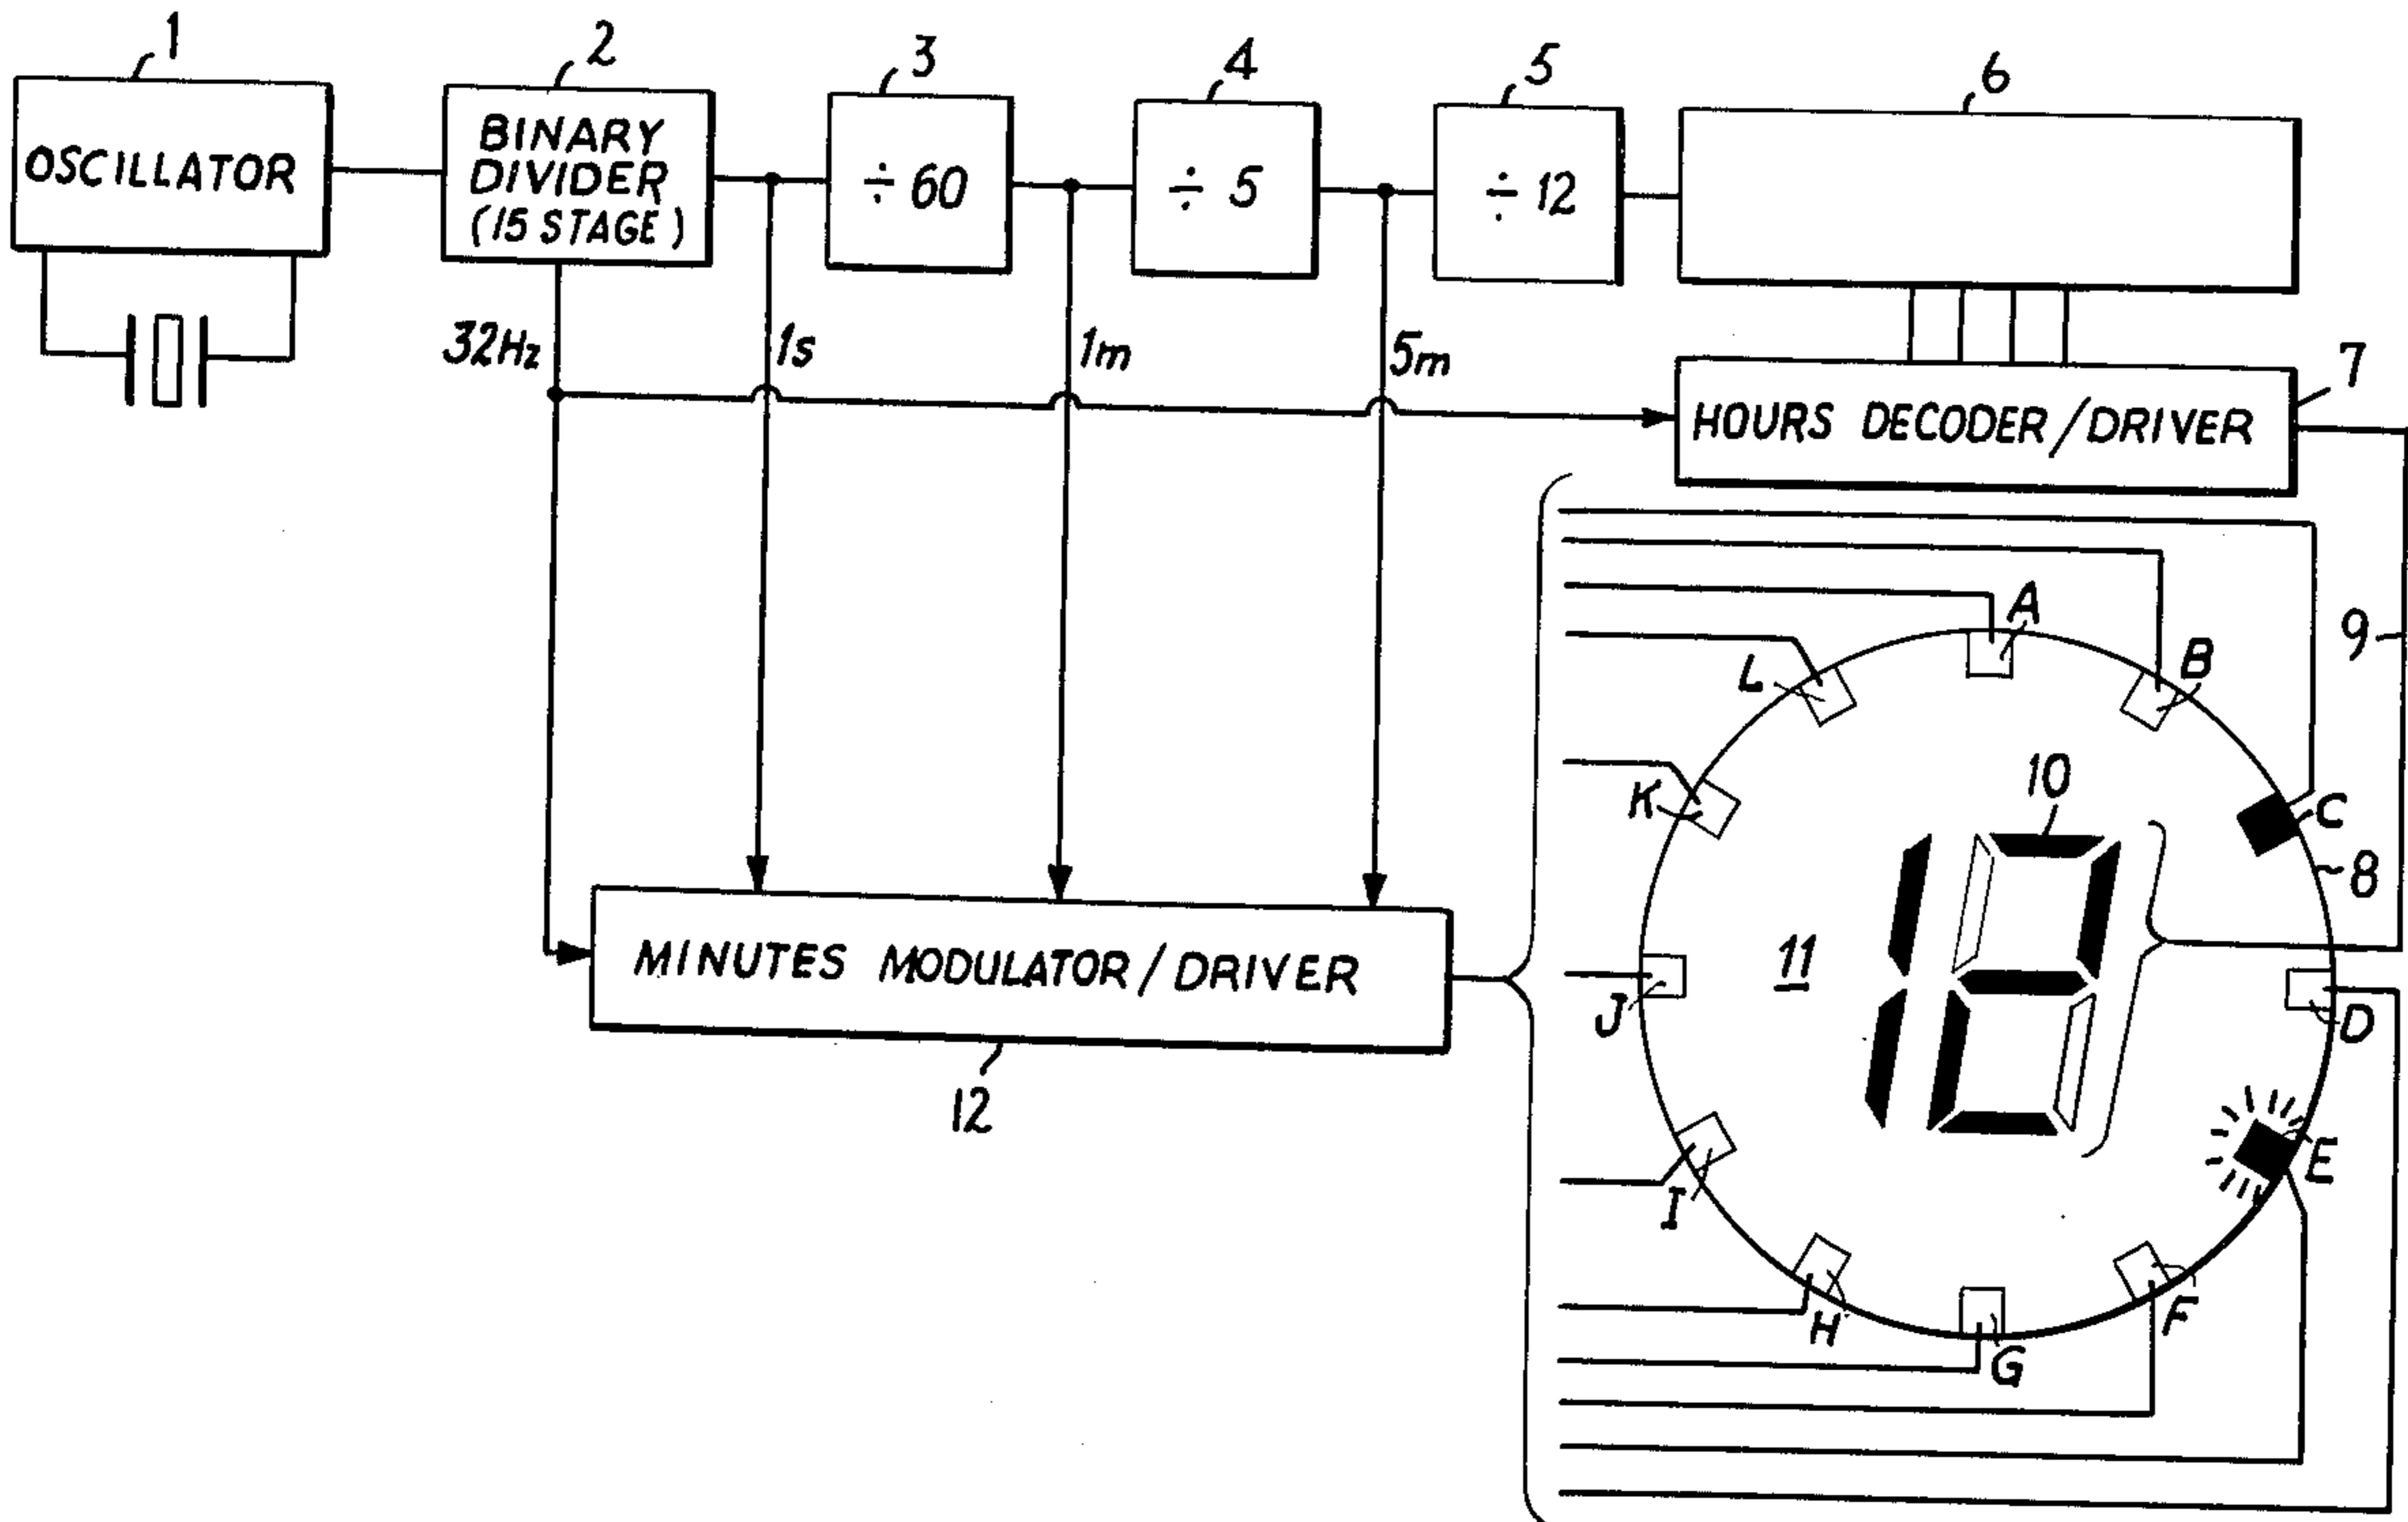 1
2
3
4
5
6
OSCILLATOR
BINARY
DIVIDER
(15 STAGE)
÷ 60
÷ 5
÷ 12
32Hz
1s
1m
5m
7
HOURS DECODER/DRIVER
A
B
9
L
K
10
C
8
11
12
J
D
MINUTES MODULATOR/DRIVER
12
I
E
H
G
F